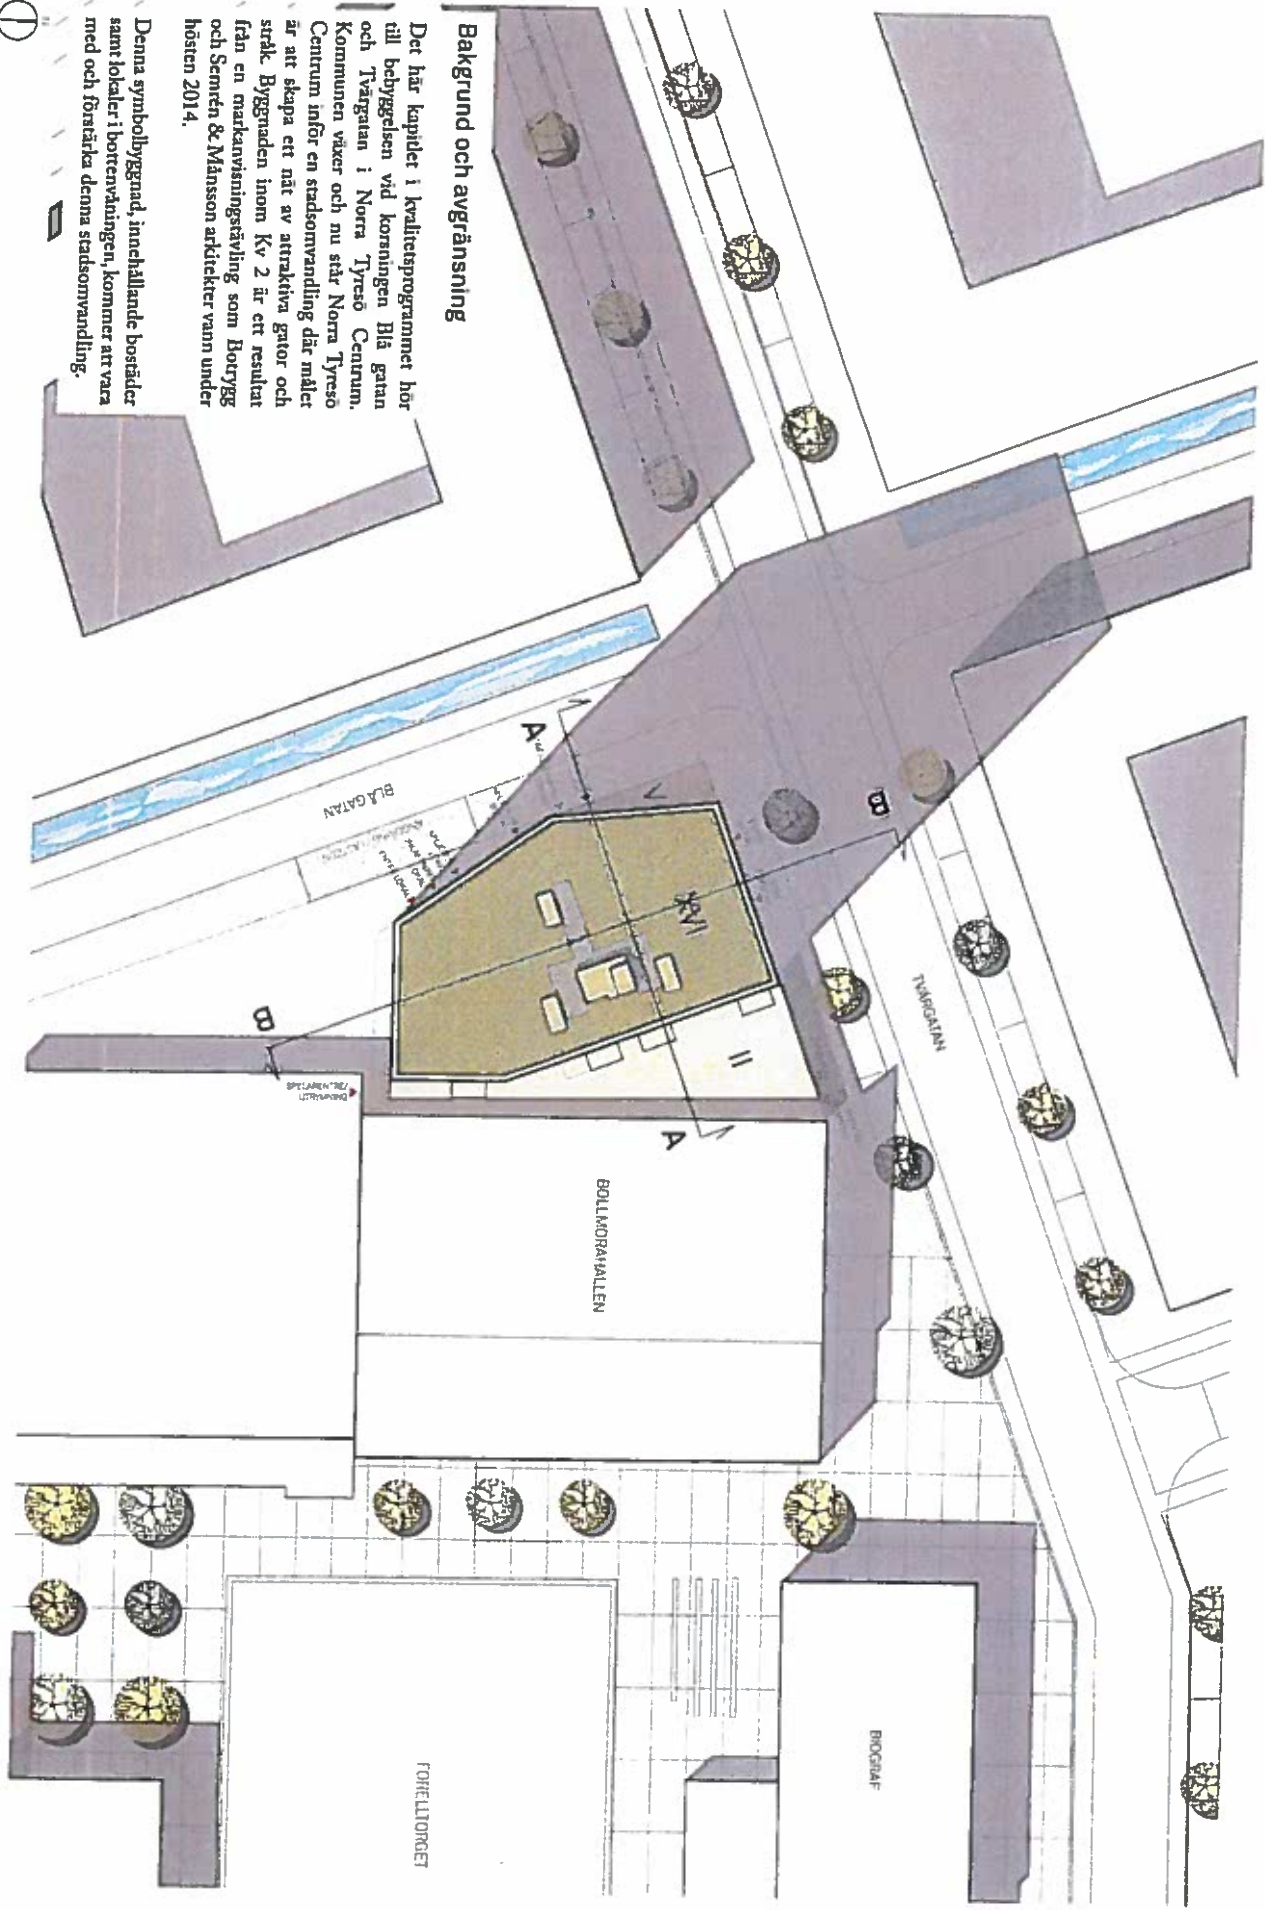 Bakgrund och avgränsning
Det här kapitlet i kvalitetsprogrammet hör
till bebyggelsen vid korsningen Blå gatan
och Tvärgatan i Norra Tyresö Centrum.
Kommunen växer och nu står Norra Tyresö
Centrum inför en stadsomvandling där målet
är att skapa ett nät av attraktiva gator och
stråk. Byggnaden inom Kv 2 är ett resultat
från en markanvisningstävling som Botrygg
och Semrén & Månsson arkitekter vann under
hösten 2014.
Denna symbolbyggnad, innehållande bostäder
samt lokaler i bottenvåningen, kommer att vara
med och förstärka denna stadsomvandling.
TVÄRGATAN
BLÅ GATAN
A
A
B
B
V
XVI
II
BOLLMORAHALLEN
BIOGRAF
FORELLTORGET